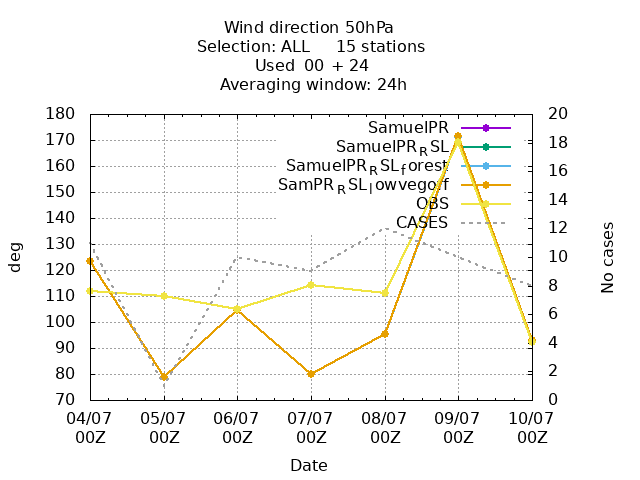 Wind direction 50hPa
Selection: ALL 15 stations
Used 00 + 24
Averaging window: 24h
deg
180
170
160
150
140
130
120
110
100
90
80
70
No cases
20
18
16
14
12
10
8
6
4
2
0
SamuelPR
SamuelPR_RSL
SamuelPR_RSL_forest
SamPR_RSL_lowvegoff
OBS
CASES
04/07 05/07 06/07 07/07 08/07 09/07 10/07
00Z 00Z 00Z 00Z 00Z 00Z 00Z
Date